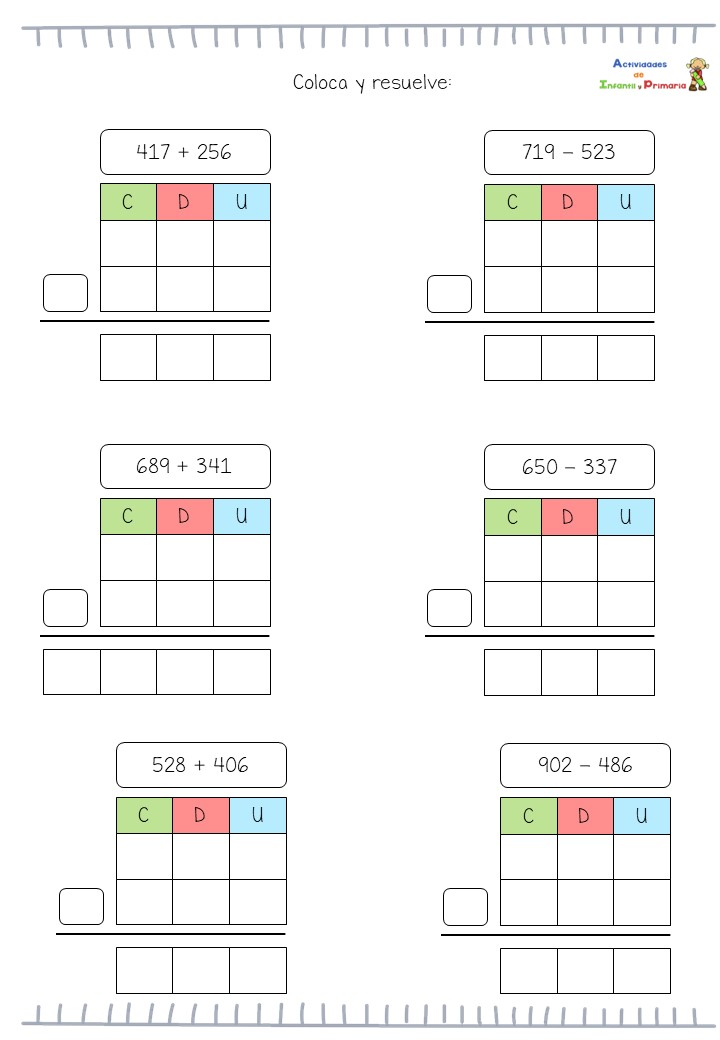 Coloca y resuelve:
Actividades
de
Infantil y Primaria
417 + 256
C D U
719 – 523
C D U
689 + 341
C D U
650 – 337
C D U
528 + 406
C D U
902 – 486
C D U